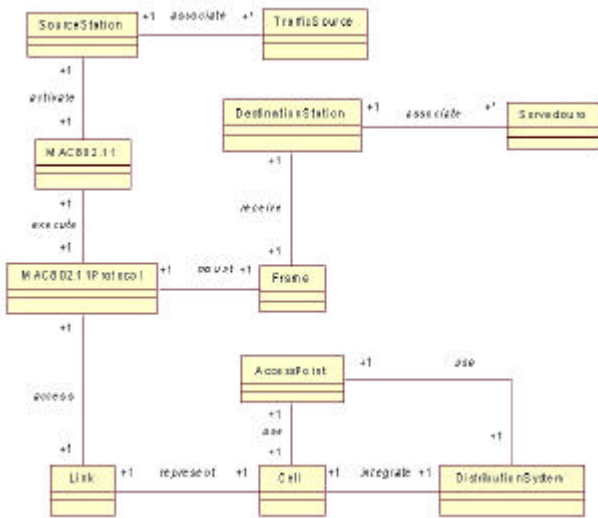 +1 associate +*
SourceStation
TrafficSource
+1
activate
+1
+1 associate +*
DestinationStation
MAC802.11
+1
+1
execute
receive
+1
+1
MAC802.11Protocol
+1 +1
Frame
+1
+1 use
AccessPoint
access
+1
use
+1
+1
+1
+1 represent +1
+1 integrate +1
Link
Cell
DistributionSystem